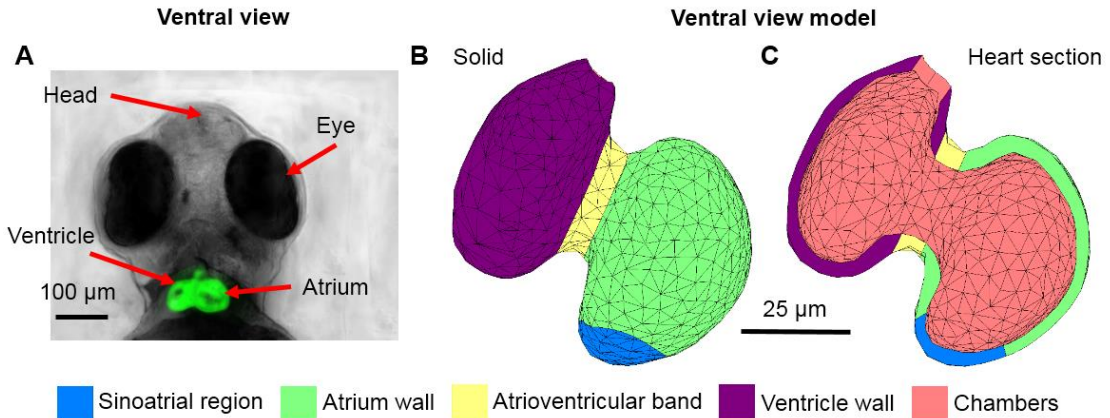 Ventral view
Ventral view model
A
Head
Eye
Ventricle
Atrium
100 µm
B
Solid
C
Heart section
25 µm
Sinoatrial region
Atrium wall
Atrioventricular band
Ventricle wall
Chambers